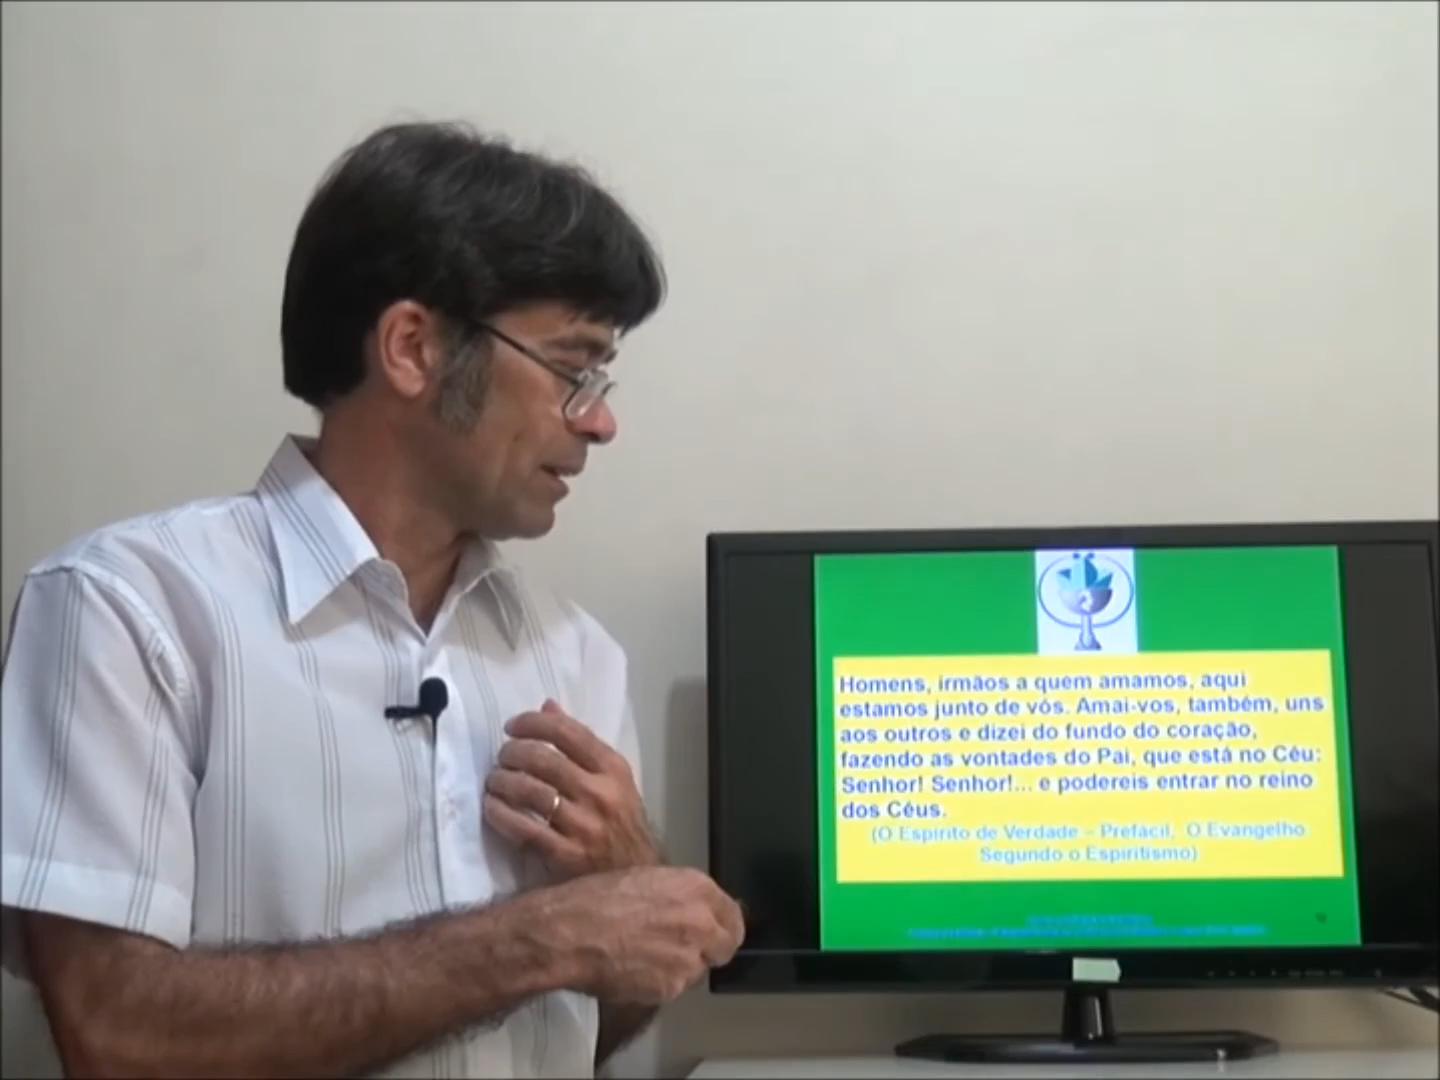 Homens, irmãos a quem amamos, aqui
estamos junto de vós. Amai-vos, também, uns
aos outros e dizei do fundo do coração,
fazendo as vontades do Pai, que está no Céu:
Senhor! Senhor!... e podereis entrar no reino
dos Céus.
(O Espírito de Verdade – Prefácil, O Evangelho
Segundo o Espiritismo)